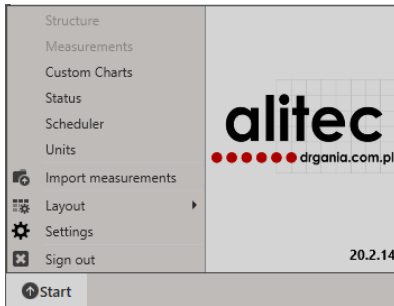 Structure
Measurements
Custom Charts
Status
Scheduler
Units
Import measurements
Layout
Settings
Sign out
Start
alitec
drgania.com.pl
20.2.14